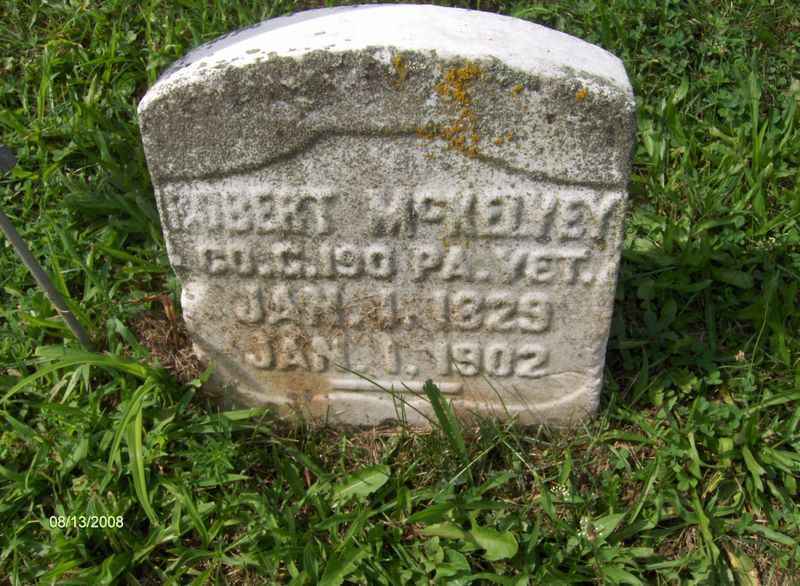 ROBERT McKELVEY
CO. C. 190 PA. VET.
JAN. 1. 1829
JAN. 1. 1902
08/13/2008